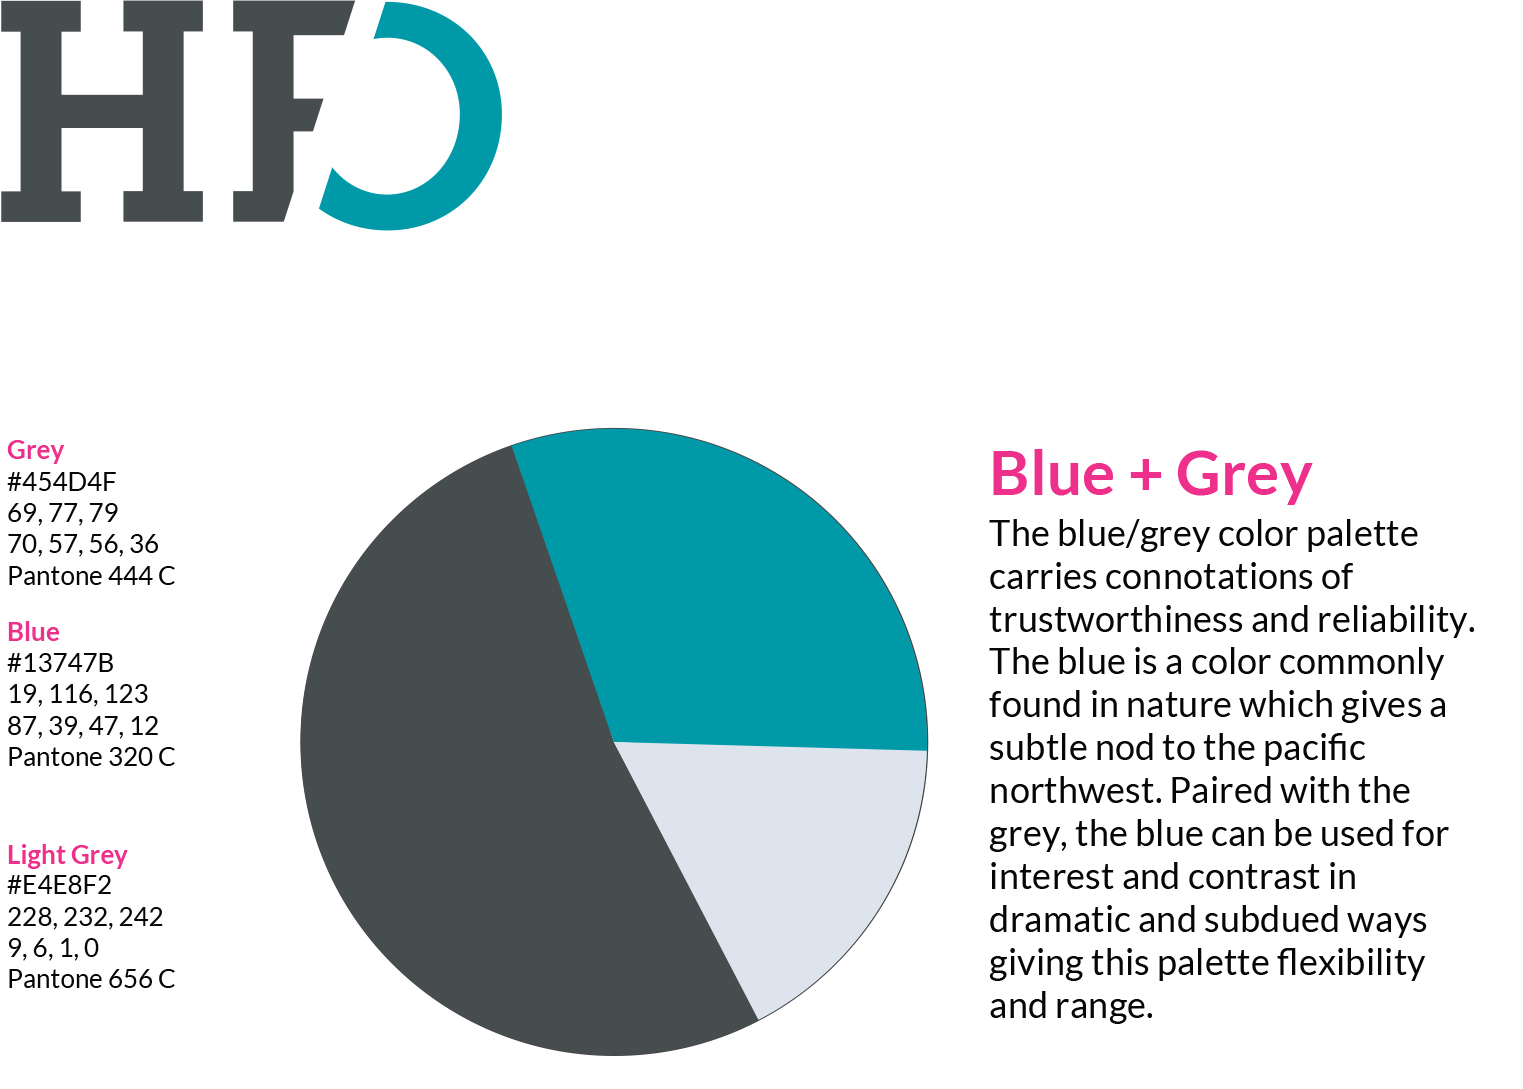 HFO
Grey
#454D4F
69, 77, 79
70, 57, 56, 36
Pantone 444 C
Blue
#13747B
19, 116, 123
87, 39, 47, 12
Pantone 320 C
Light Grey
#E4E8F2
228, 232, 242
9, 6, 1, 0
Pantone 656 C
Blue + Grey
The blue/grey color palette
carries connotations of
trustworthiness and reliability.
The blue is a color commonly
found in nature which gives a
subtle nod to the pacific
northwest. Paired with the
grey, the blue can be used for
interest and contrast in
dramatic and subdued ways
giving this palette flexibility
and range.